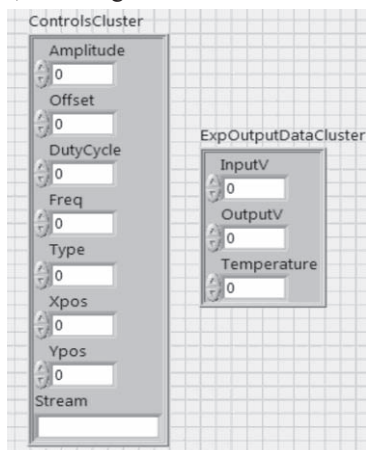 ControlsCluster
Amplitude
0
Offset
0
DutyCycle
0
Freq
0
Type
0
Xpos
0
Ypos
0
Stream
ExpOutputDataCluster
InputV
0
OutputV
0
Temperature
0